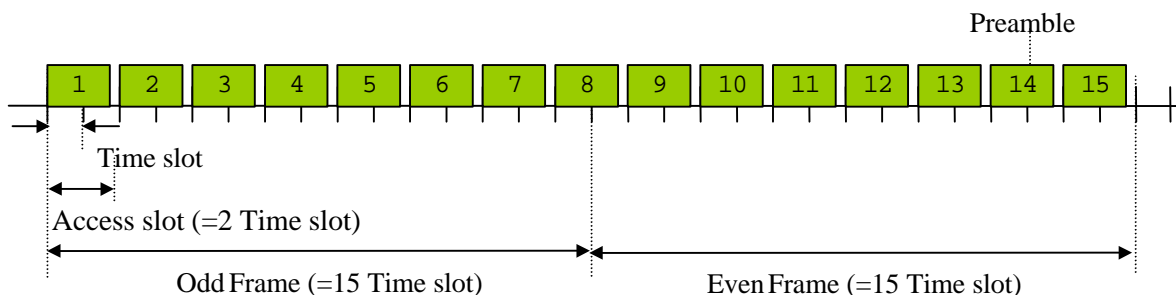 Preamble
1 2 3 4 5 6 7 8 9 10 11 12 13 14 15
Time slot
Access slot (=2 Time slot)
Odd Frame (=15 Time slot) Even Frame (=15 Time slot)